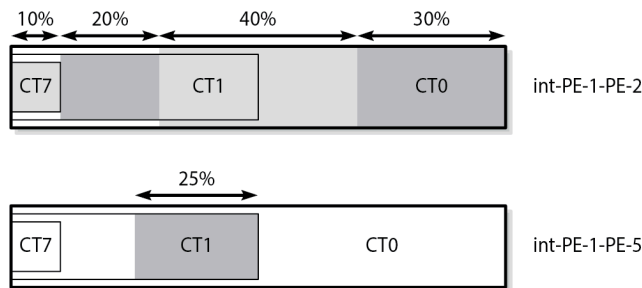 10% 20% 40% 30%
CT7 CT1 CT0 int-PE-1-PE-2
25%
CT7 CT1 CT0 int-PE-1-PE-5